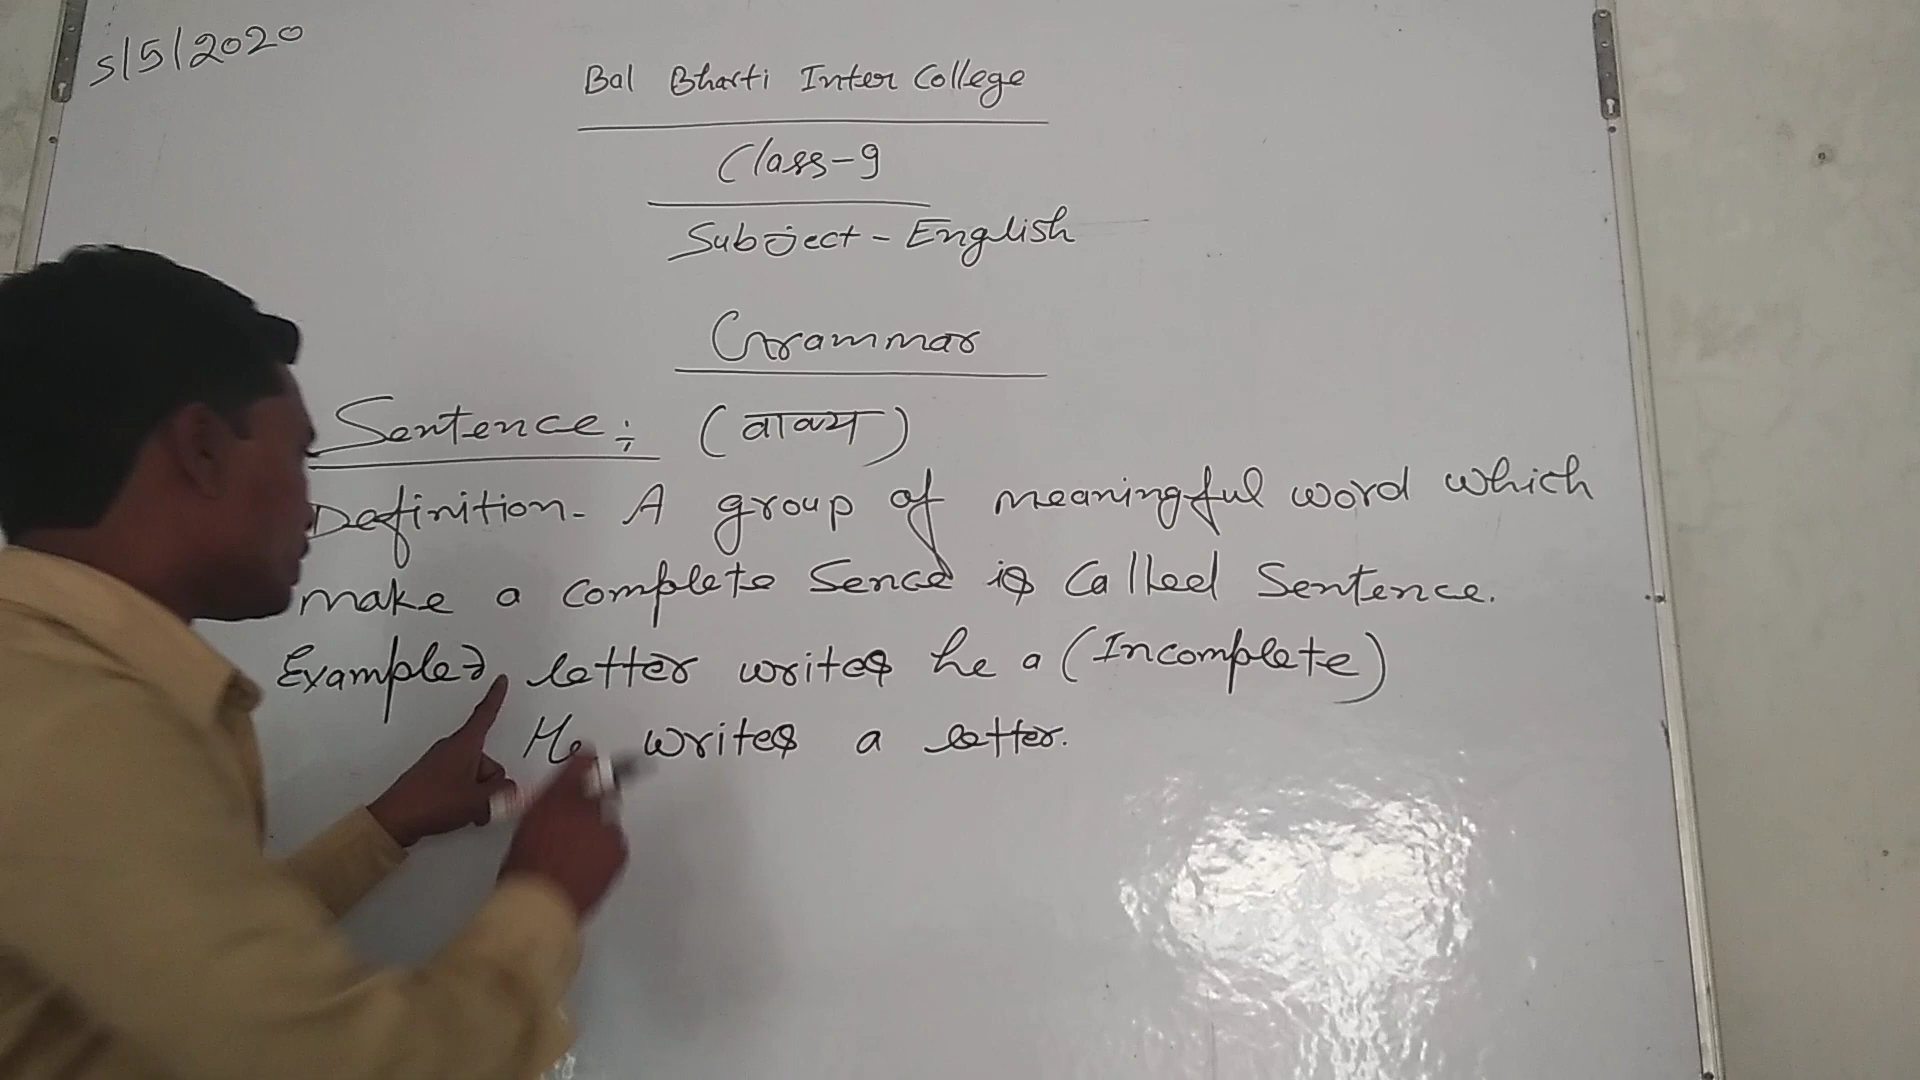 5/5/2020
Bal Bharti Inter College
Class-9
Subject - English
Grammar
Sentence:- (वाक्य)
Definition - A group of meaningful word which
make a complete Sence is Called Sentence.
Example→ letter writes he a (Incomplete)
He writes a letter.